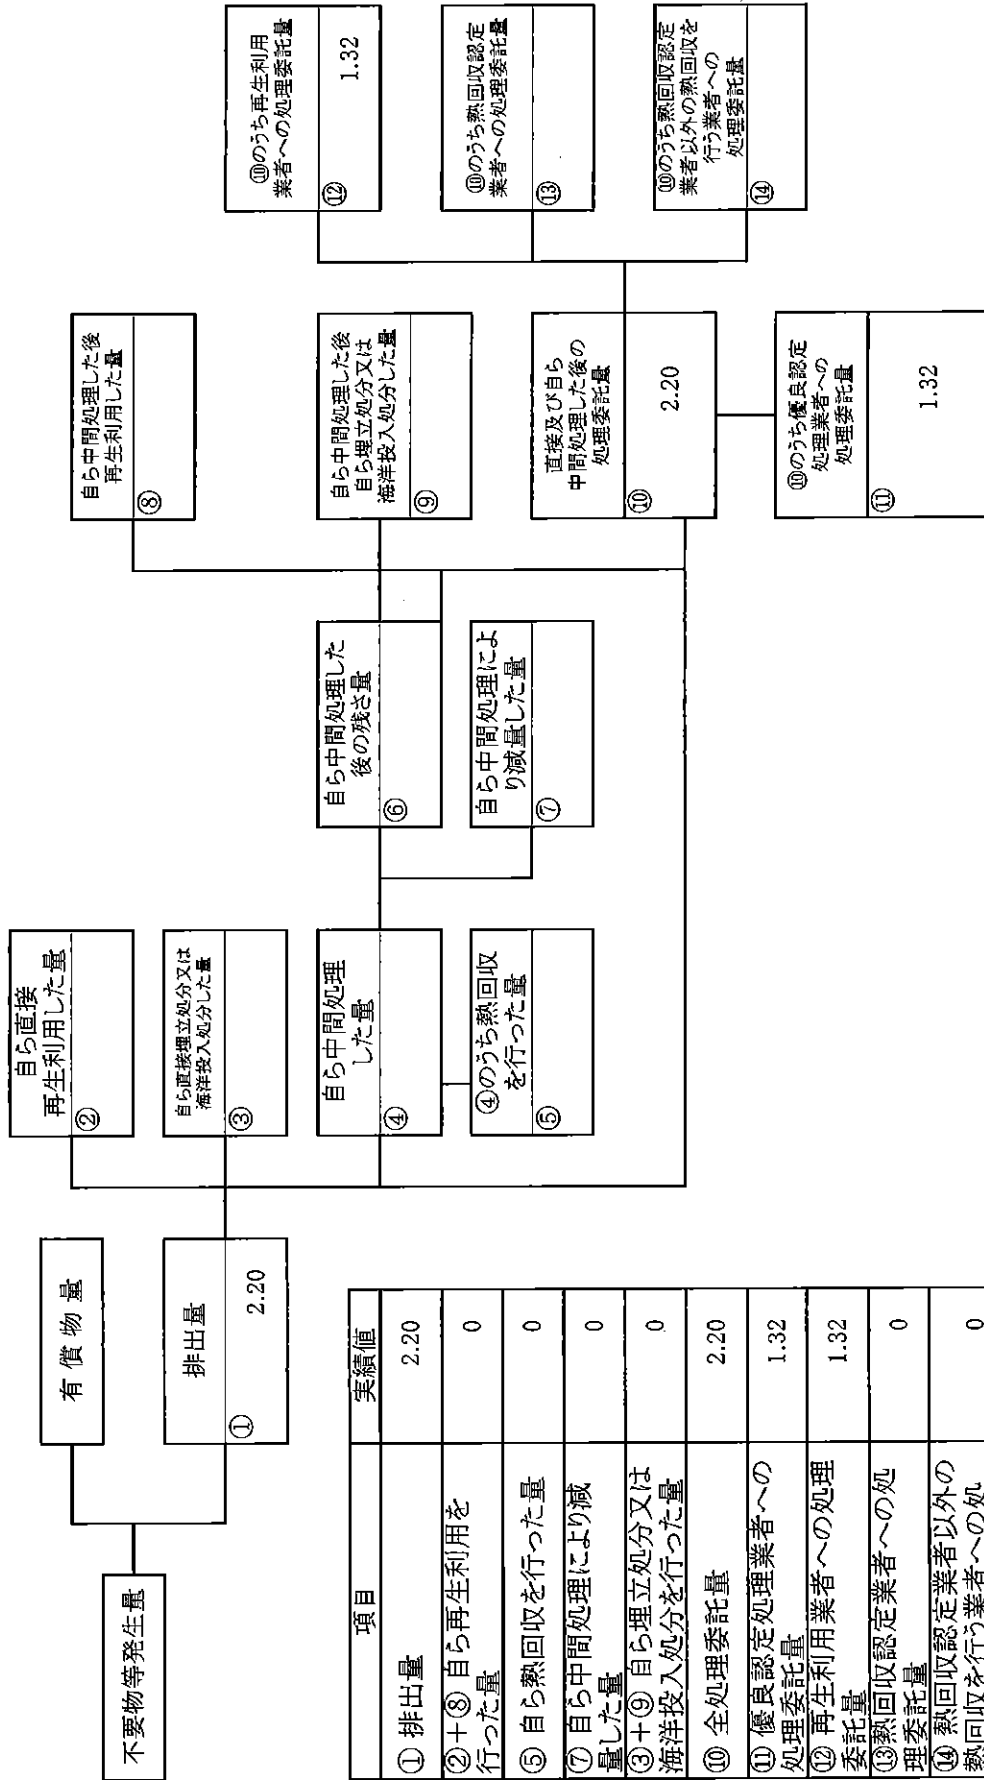 不要物等発生量
有償物量
排出量
①
2.20
自ら直接
再生利用した量
②
自ら直接埋立処分又は
海洋投入処分した量
③
自ら中間処理
した量
④
④のうち熱回収
を行った量
⑤
自ら中間処理した
後の残さ量
⑥
自ら中間処理によ
り減量した量
⑦
自ら中間処理した後
再生利用した量
⑧
自ら中間処理した後
自ら埋立処分又は
海洋投入処分した量
⑨
直接及び自ら
中間処理した後の
処理委託量
⑩
2.20
⑩のうち優良認定
処理業者への
処理委託量
⑪
1.32
⑩のうち再生利用
業者への処理委託量
⑫
1.32
⑩のうち熱回収認定
業者への処理委託量
⑬
⑩のうち熱回収認定
業者以外の熱回収を
行う業者への
処理委託量
⑭
項目 実績値
①排出量 2.20
②+⑧ 自ら再生利用を
行った量 0
⑤ 自ら熱回収を行った量 0
⑦ 自ら中間処理により減
量した量 0
③+⑨ 自ら埋立処分又は
海洋投入処分を行った量 0
⑩ 全処理委託量 2.20
⑪ 優良認定処理業者への
処理委託量 1.32
⑫ 再生利用業者への処理
委託量 1.32
⑬熱回収認定業者への処
理委託量 0
⑭ 熱回収認定業者以外の
熱回収を行う業者への処 0